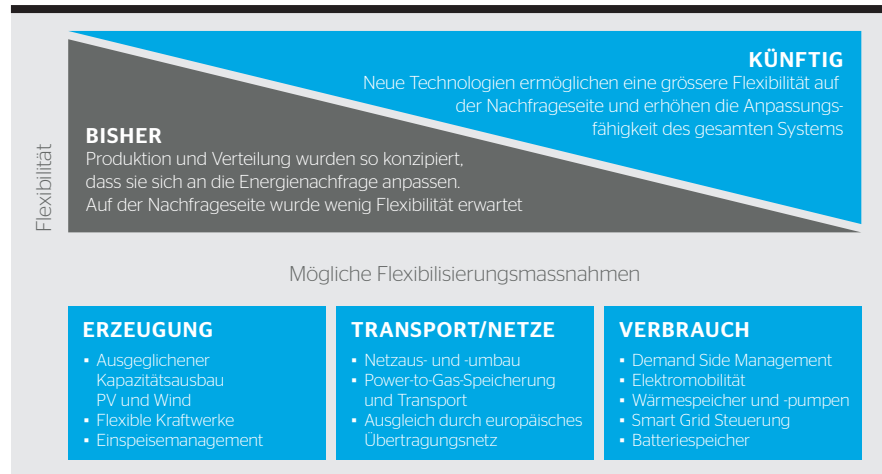 KÜNFTIG
Neue Technologien ermöglichen eine grössere Flexibilität auf
der Nachfrageseite und erhöhen die Anpassungs-
fähigkeit des gesamten Systems
BISHER
Produktion und Verteilung wurden so konzipiert,
dass sie sich an die Energienachfrage anpassen.
Auf der Nachfrageseite wurde wenig Flexibilität erwartet
Flexibilität
Mögliche Flexibilisierungsmassnahmen
ERZEUGUNG
▪ Ausgeglichener
Kapazitätsausbau
PV und Wind
▪ Flexible Kraftwerke
▪ Einspeisemanagement
TRANSPORT/NETZE
▪ Netzaus- und -umbau
▪ Power-to-Gas-Speicherung
und Transport
▪ Ausgleich durch europäisches
Übertragungsnetz
VERBRAUCH
▪ Demand Side Management
▪ Elektromobilität
▪ Wärmespeicher und -pumpen
▪ Smart Grid Steuerung
▪ Batteriespeicher